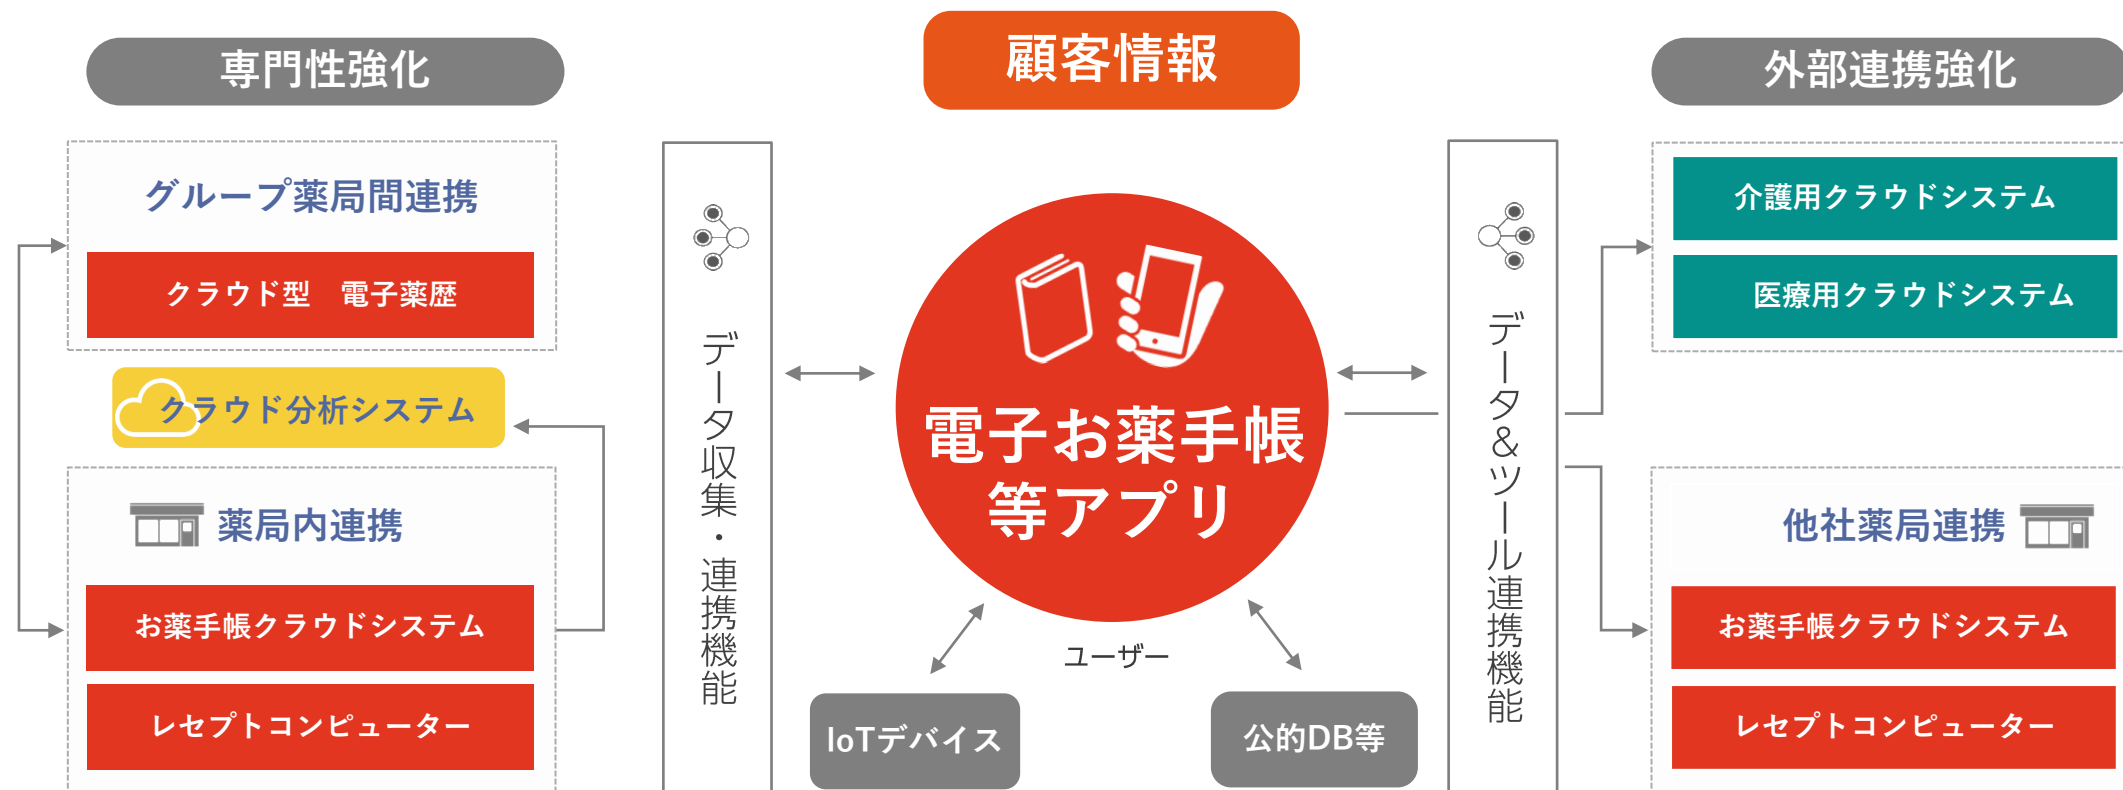 専門性強化
顧客情報
外部連携強化
グループ薬局間連携
クラウド型　電子薬歴
クラウド分析システム
薬局内連携
お薬手帳クラウドシステム
レセプトコンピューター
データ収集・連携機能
電子お薬手帳
等アプリ
ユーザー
IoTデバイス
公的DB等
データ&ツール連携機能
介護用クラウドシステム
医療用クラウドシステム
他社薬局連携
お薬手帳クラウドシステム
レセプトコンピューター